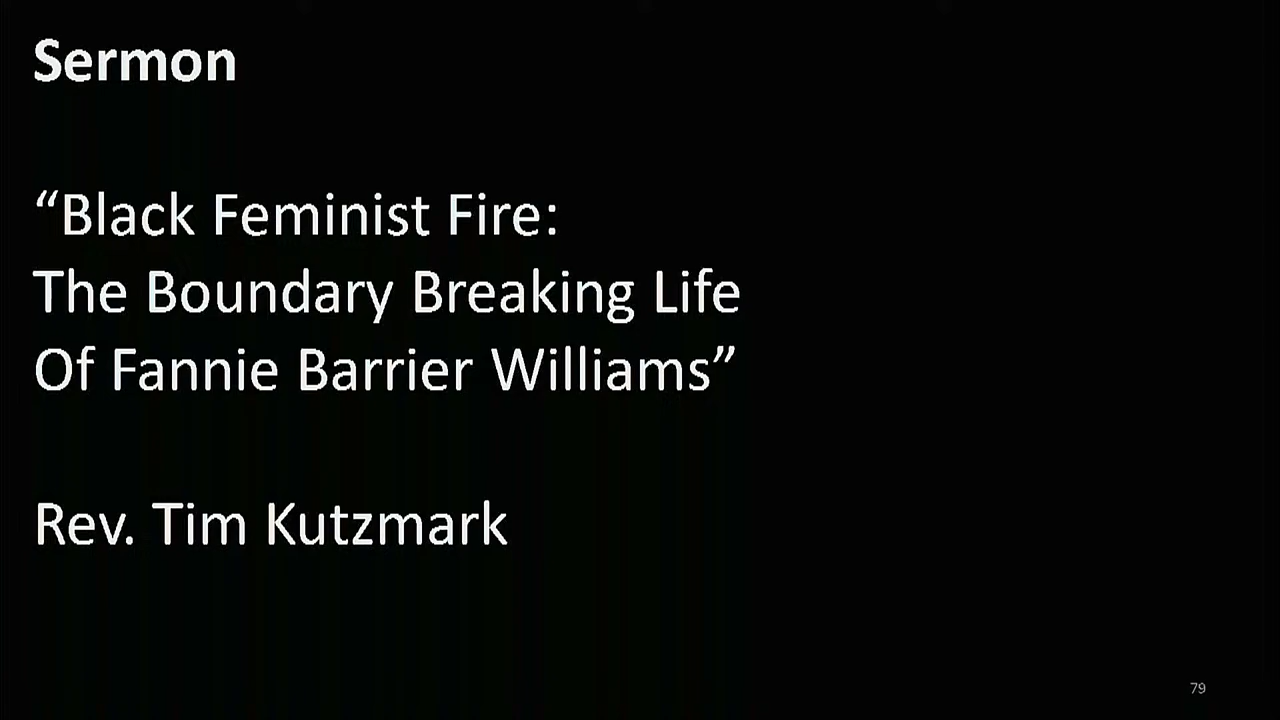 Sermon
“Black Feminist Fire:
The Boundary Breaking Life
Of Fannie Barrier Williams”
Rev. Tim Kutzmark
79